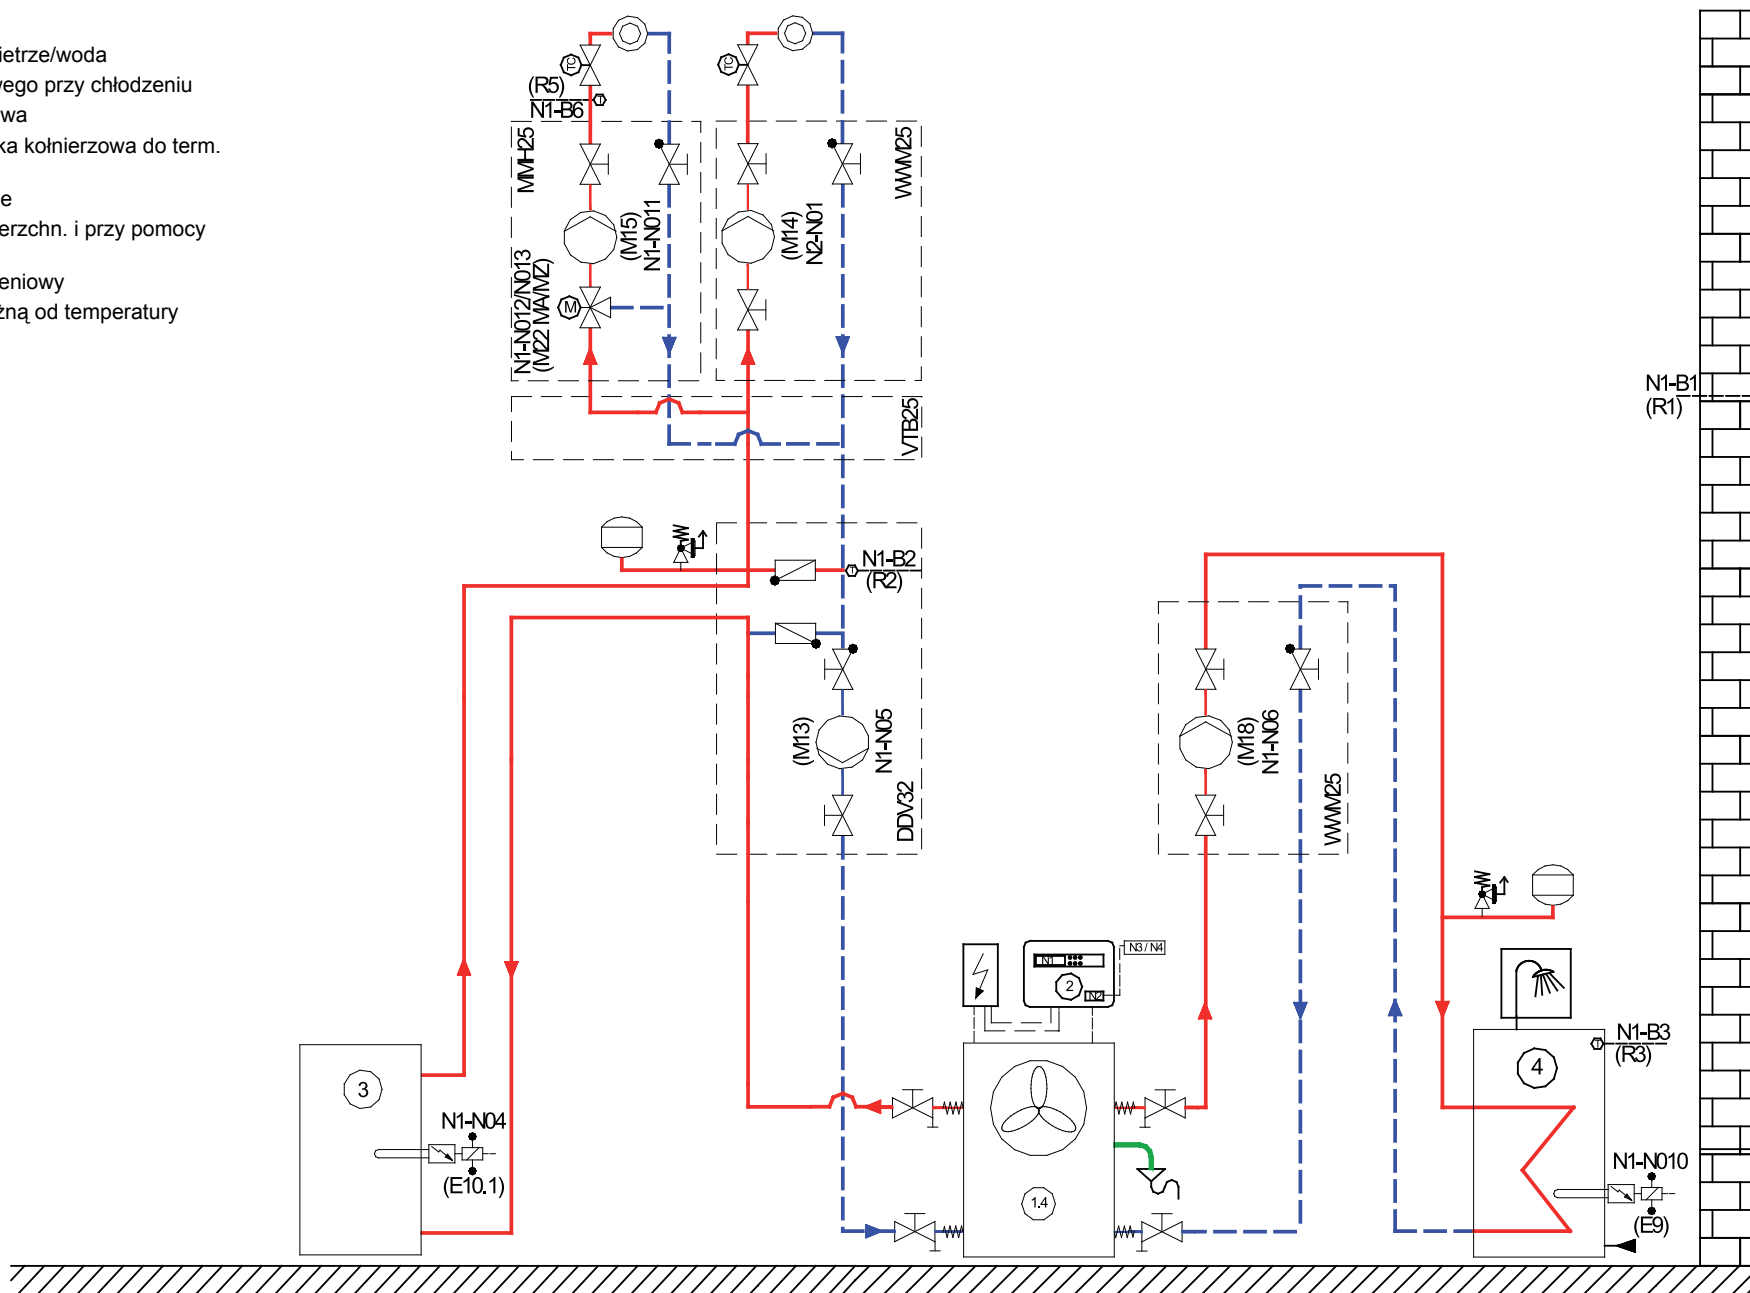 ietrze/woda
wego przy chłodzeniu
wa
ka kołnierzowa do term.
e
erzchn. i przy pomocy
eniowy
żną od temperatury
TC
TC
(R5)
N1-B6
MMH25
WWM25
(M15)
N1-N011
(M14)
N2-N01
N1-N012/N013
(M22 MA/MZ)
M
VTB25
N1-B1
(R1)
N1-B2
(R2)
T
T
(M13)
N1-N05
DDV32
(M18)
N1-N06
WWM25
N1
2
N2
N3 / N4
3
N1-N04
(E10.1)
1.4
4
T
N1-B3
(R3)
N1-N010
(E9)